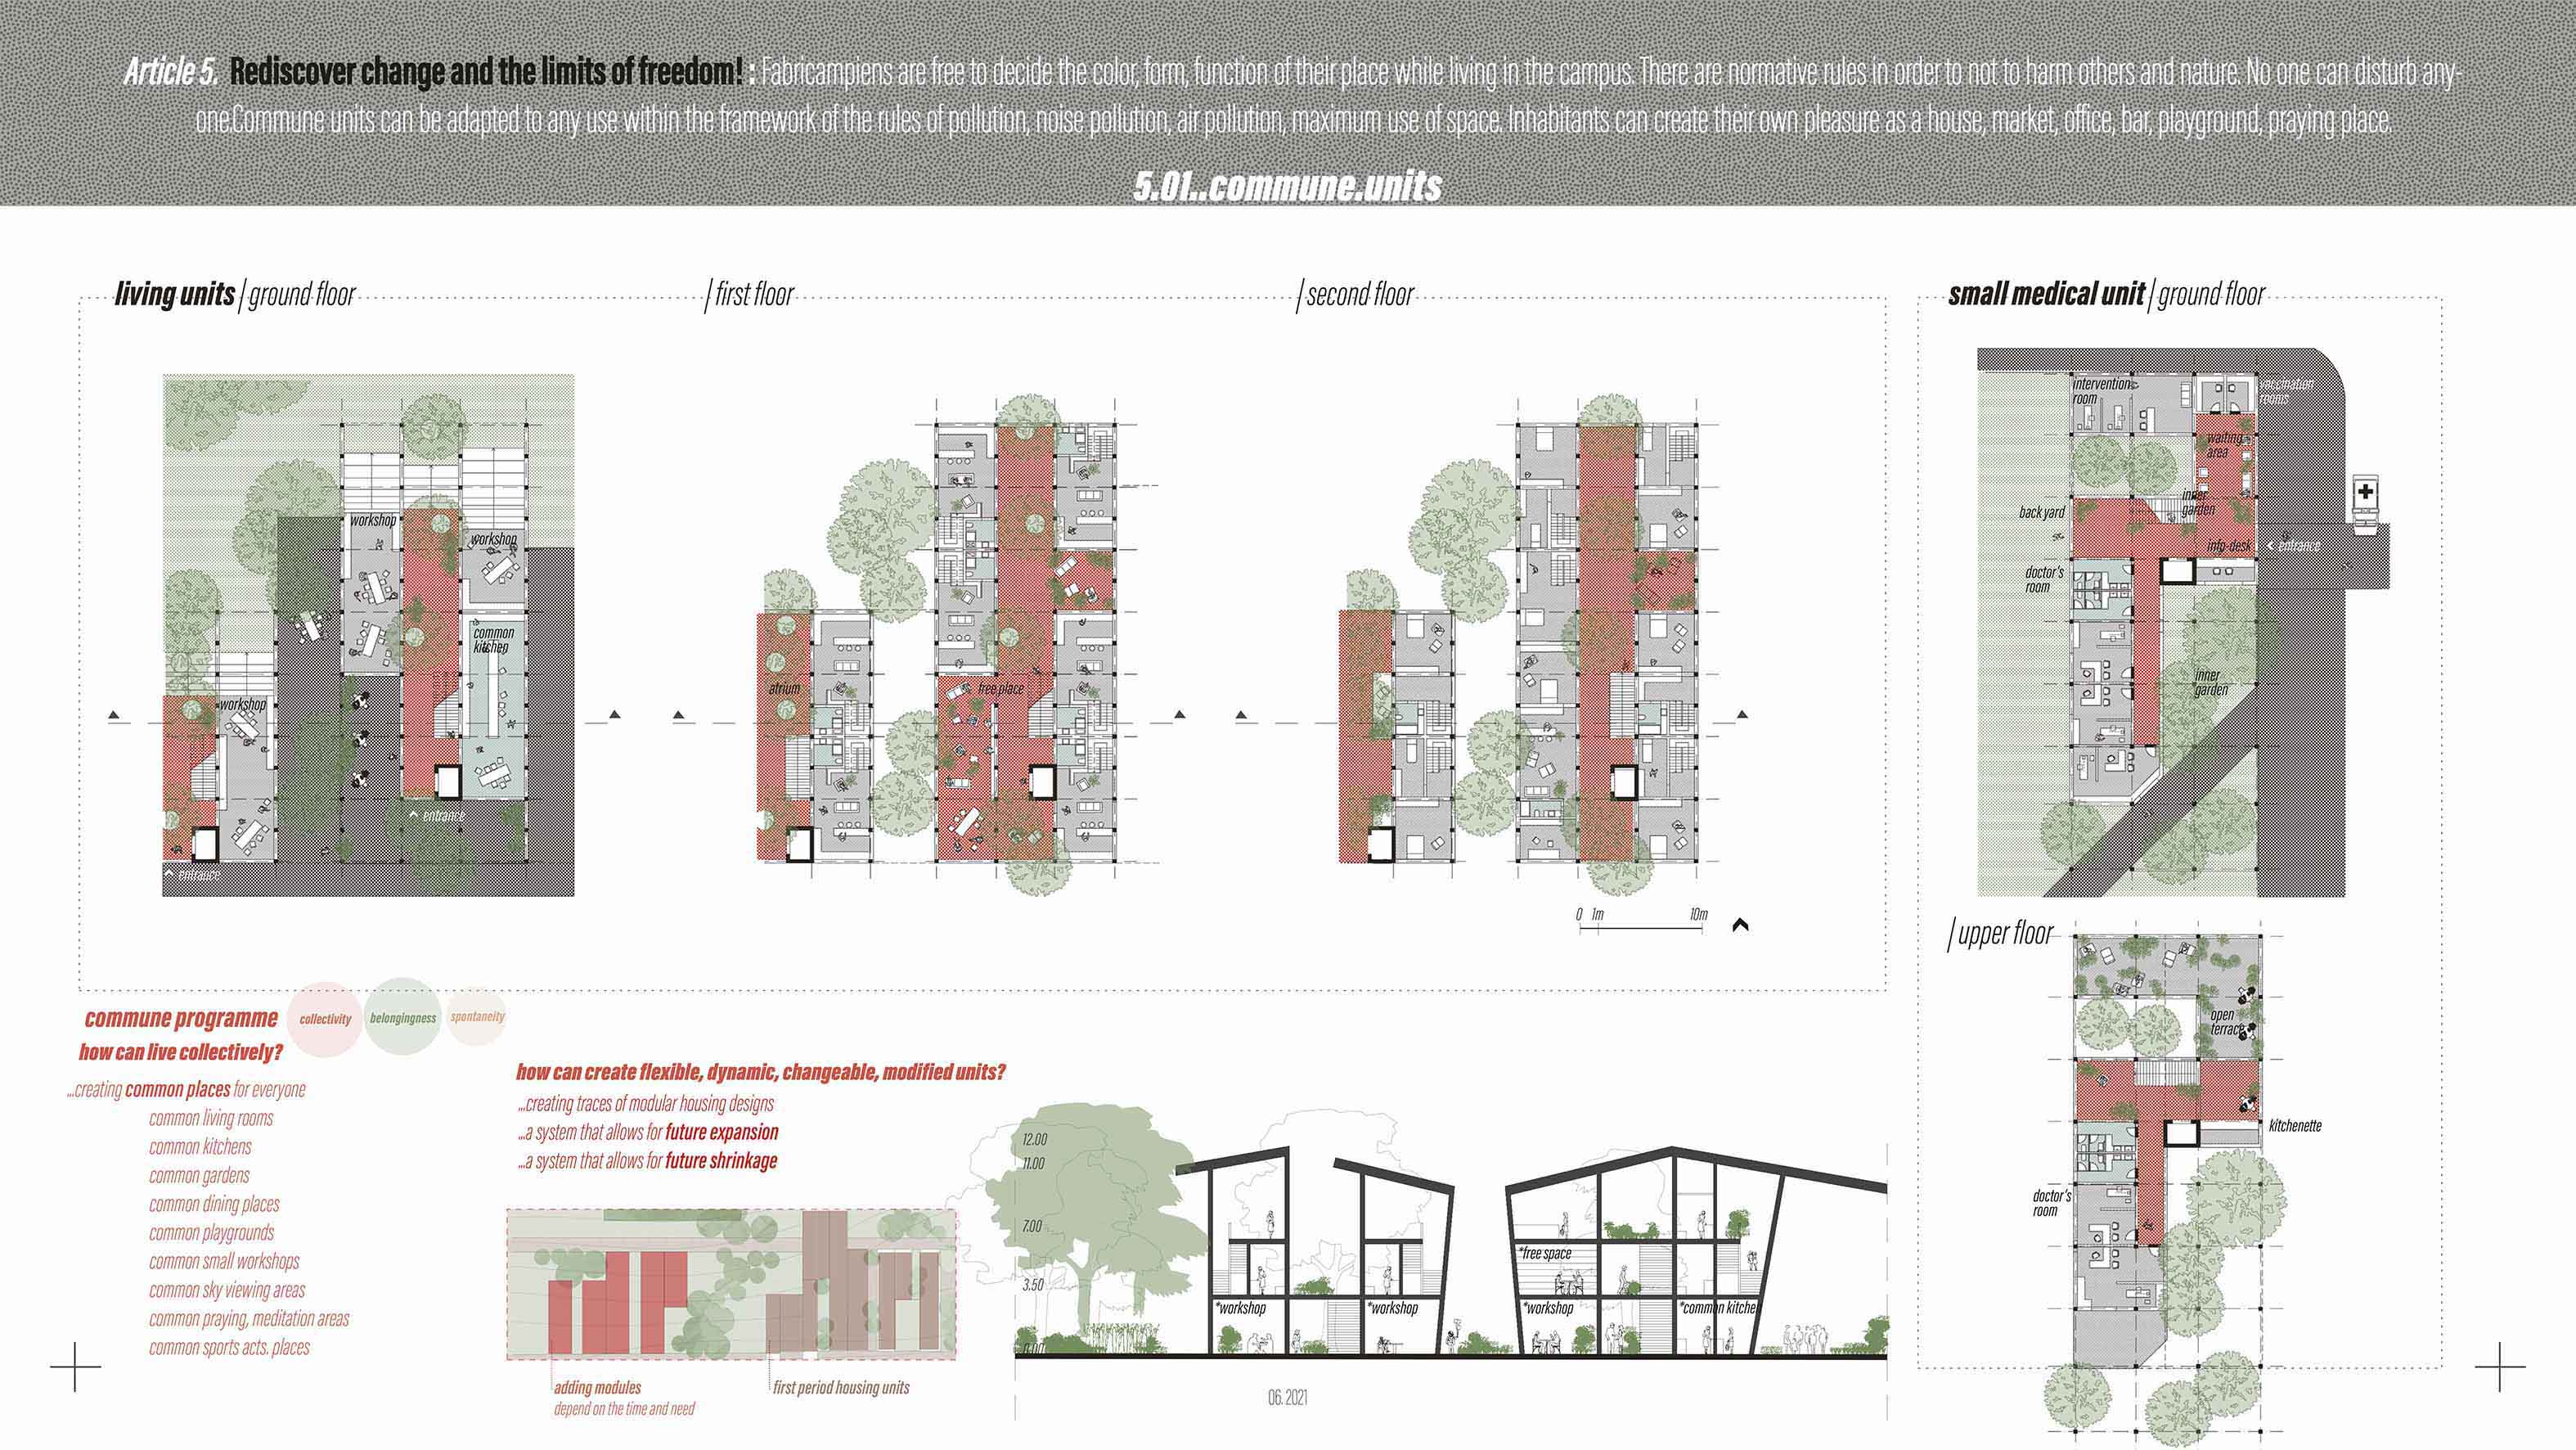 Article 5. Rediscover change and the limits of freedom! : Fabricampiens are free to decide the color, form, function of their place while living in the campus. There are normative rules in order to not to harm others and nature. No one can disturb any-
one.Commune units can be adapted to any use within the framework of the rules of pollution, noise pollution, air pollution, maximum use of space. Inhabitants can create their own pleasure as a house, market, office, bar, playground, praying place.
5.01..commune.units
living units / ground floor
/ first floor
/ second floor
small medical unit / ground floor
workshop
workshop
common
kitchen
workshop
entrance
entrance
atrium
free place
0 1m 10m
intervention
room
vaccination
rooms
waiting
area
inner
garden
back yard
info-desk
entrance
doctor's
room
inner
garden
/ upper floor
open
terrace
kitchenette
doctor's
room
commune programme
collectivity
belongingness
spontaneity
how can live collectively?
...creating common places for everyone
common living rooms
common kitchens
common gardens
common dining places
common playgrounds
common small workshops
common sky viewing areas
common praying, meditation areas
common sports acts. places
how can create flexible, dynamic, changeable, modified units?
...creating traces of modular housing designs
...a system that allows for future expansion
...a system that allows for future shrinkage
adding modules
depend on the time and need
first period housing units
12.00
11.00
7.00
3.50
0.00
*workshop
*workshop
*free space
*workshop
*common kitchen
06. 2021